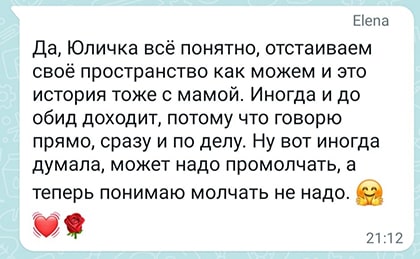 Elena
Да, Юличка всё понятно, отстаиваем
своё пространство как можем и это
история тоже с мамой. Иногда и до
обид доходит, потому что говорю
прямо, сразу и по делу. Ну вот иногда
думала, может надо промолчать, а
теперь понимаю молчать не надо. 🤗
💓🌹
21:12